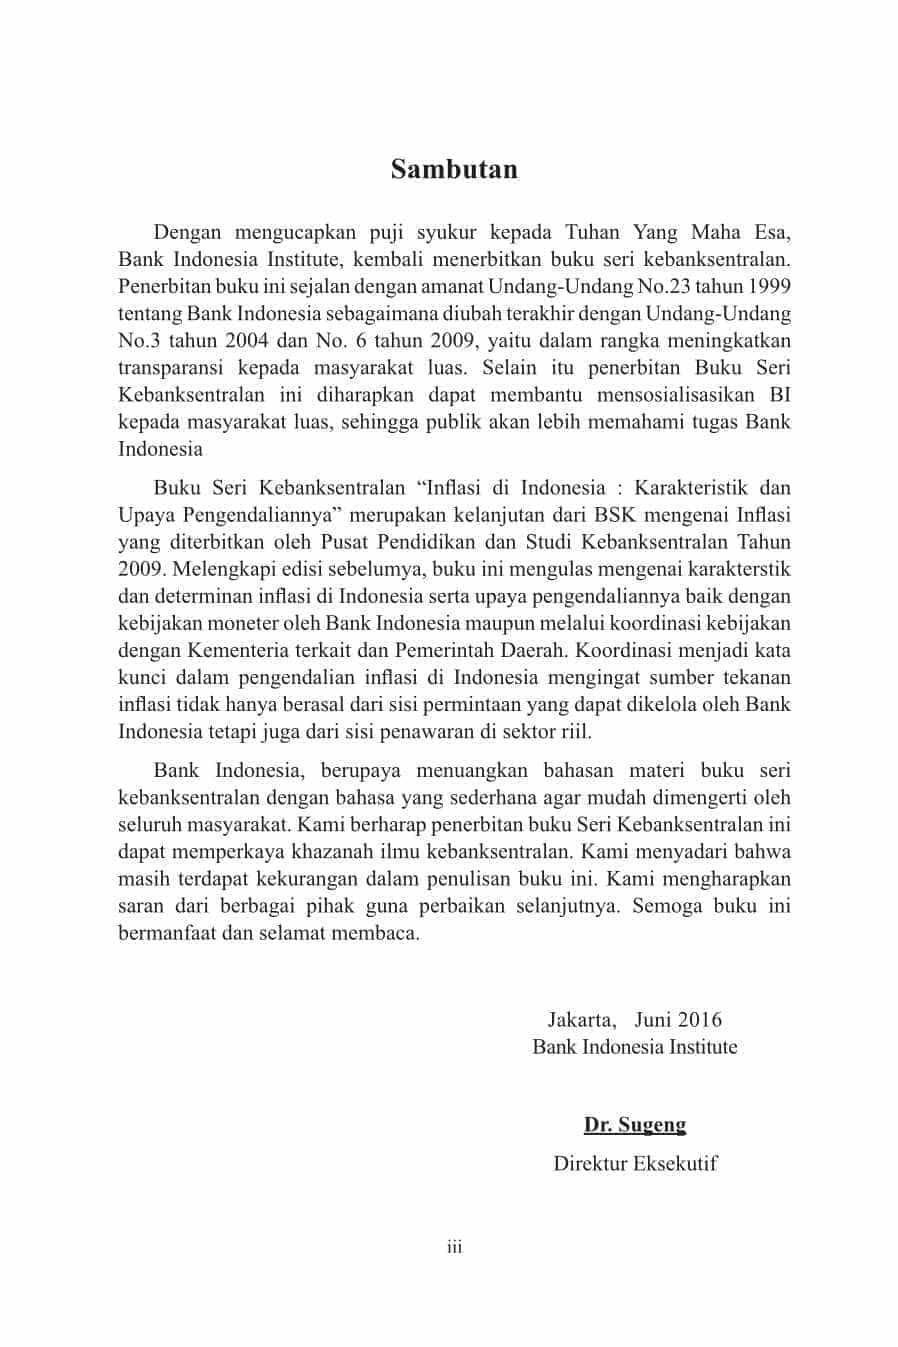 Sambutan
Dengan mengucapkan puji syukur kepada Tuhan Yang Maha Esa,
Bank Indonesia Institute, kembali menerbitkan buku seri kebanksentralan.
Penerbitan buku ini sejalan dengan amanat Undang-Undang No.23 tahun 1999
tentang Bank Indonesia sebagaimana diubah terakhir dengan Undang-Undang
No.3 tahun 2004 dan No. 6 tahun 2009, yaitu dalam rangka meningkatkan
transparansi kepada masyarakat luas. Selain itu penerbitan Buku Seri
Kebanksentralan ini diharapkan dapat membantu mensosialisasikan BI
kepada masyarakat luas, sehingga publik akan lebih memahami tugas Bank
Indonesia
Buku Seri Kebanksentralan “Inflasi di Indonesia : Karakteristik dan
Upaya Pengendaliannya” merupakan kelanjutan dari BSK mengenai Inflasi
yang diterbitkan oleh Pusat Pendidikan dan Studi Kebanksentralan Tahun
2009. Melengkapi edisi sebelumya, buku ini mengulas mengenai karakterstik
dan determinan inflasi di Indonesia serta upaya pengendaliannya baik dengan
kebijakan moneter oleh Bank Indonesia maupun melalui koordinasi kebijakan
dengan Kementeria terkait dan Pemerintah Daerah. Koordinasi menjadi kata
kunci dalam pengendalian inflasi di Indonesia mengingat sumber tekanan
inflasi tidak hanya berasal dari sisi permintaan yang dapat dikelola oleh Bank
Indonesia tetapi juga dari sisi penawaran di sektor riil.
Bank Indonesia, berupaya menuangkan bahasan materi buku seri
kebanksentralan dengan bahasa yang sederhana agar mudah dimengerti oleh
seluruh masyarakat. Kami berharap penerbitan buku Seri Kebanksentralan ini
dapat memperkaya khazanah ilmu kebanksentralan. Kami menyadari bahwa
masih terdapat kekurangan dalam penulisan buku ini. Kami mengharapkan
saran dari berbagai pihak guna perbaikan selanjutnya. Semoga buku ini
bermanfaat dan selamat membaca.
Jakarta, Juni 2016
Bank Indonesia Institute
Dr. Sugeng
Direktur Eksekutif
iii